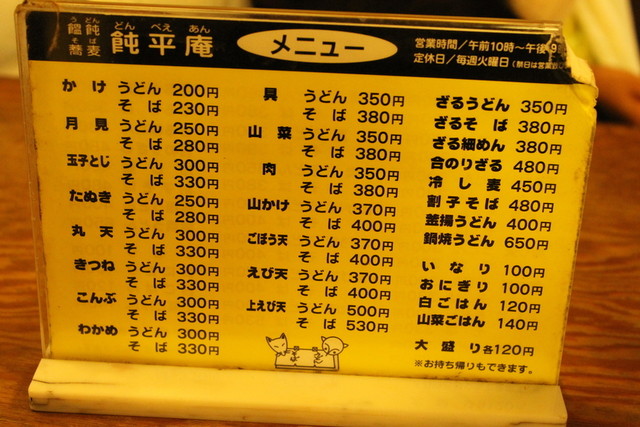 うどん
饂飩
そば
蕎麦
どん べえ あん
飩平庵
メニュー
営業時間／午前10時～午後9
定休日／毎週火曜日(祭日は営業
かけ うどん 200円
そば 230円
月見 うどん 250円
そば 280円
玉子とじ うどん 300円
そば 330円
たぬき うどん 250円
そば 280円
丸天 うどん 300円
そば 330円
きつね うどん 300円
そば 330円
こんぶ うどん 300円
そば 330円
わかめ うどん 300円
そば 330円
具 うどん 350円
そば 380円
山菜 うどん 350円
そば 380円
肉 うどん 350円
そば 380円
山かけ うどん 370円
そば 400円
ごぼう天 うどん 370円
そば 400円
えび天 うどん 370円
そば 400円
上えび天 うどん 500円
そば 530円
ざるうどん 350円
ざるそば 380円
ざる細めん 380円
合のりざる 480円
冷し麦 450円
割子そば 480円
釜揚うどん 400円
鍋焼うどん 650円
いなり 100円
おにぎり 100円
白ごはん 120円
山菜ごはん 140円
大盛り各120円
※お持ち帰りもできます。